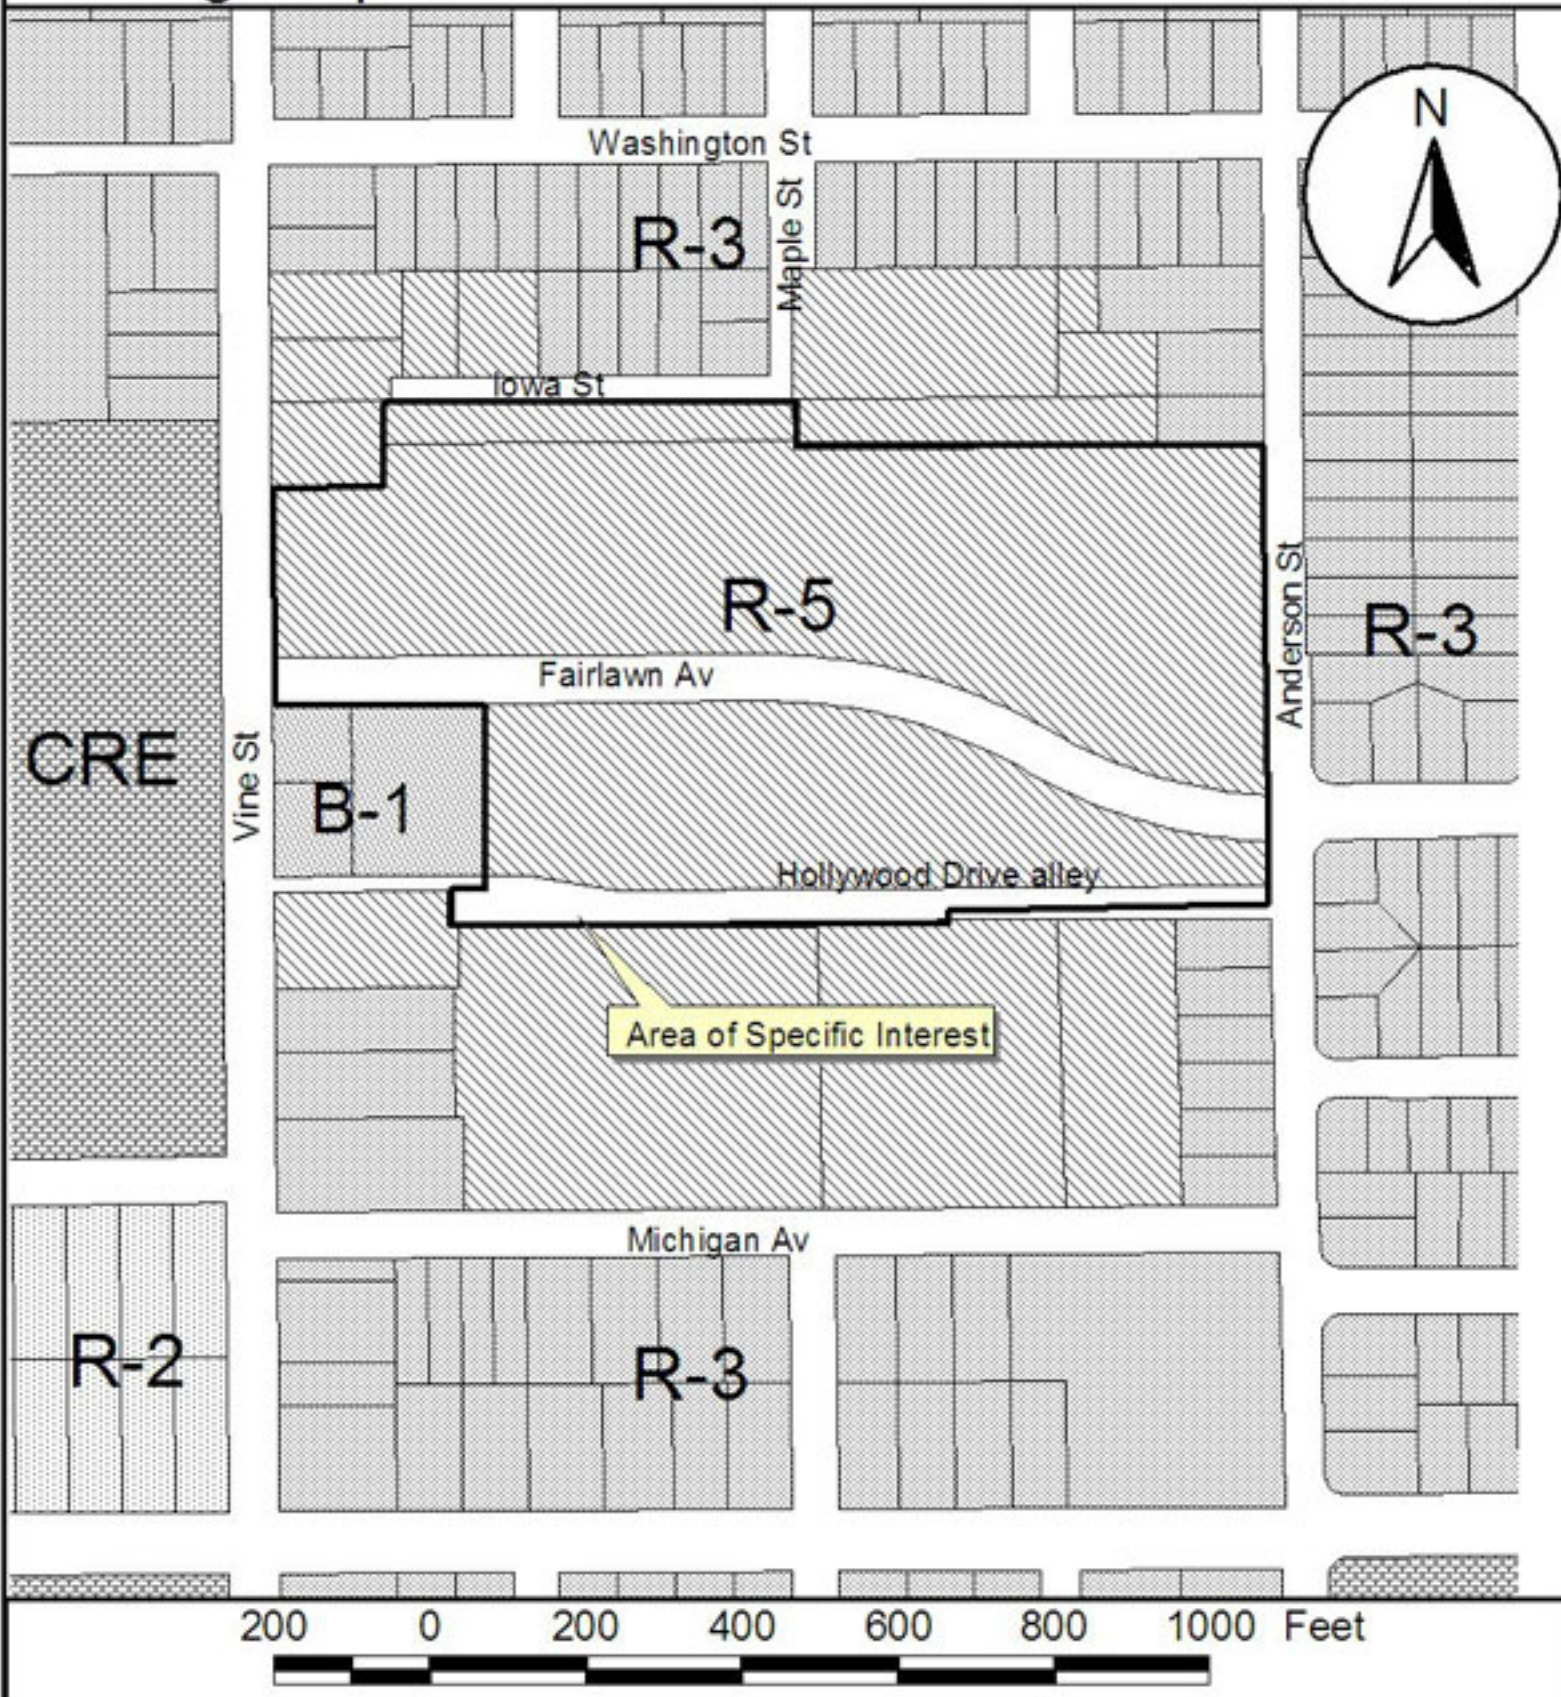 N
Washington St
Maple St
R-3
Iowa St
R-5
Anderson St
R-3
Fairlawn Av
CRE
Vine St
B-1
Hollywood Drive alley
Area of Specific Interest
Michigan Av
R-2
R-3
200 0 200 400 600 800 1000 Feet